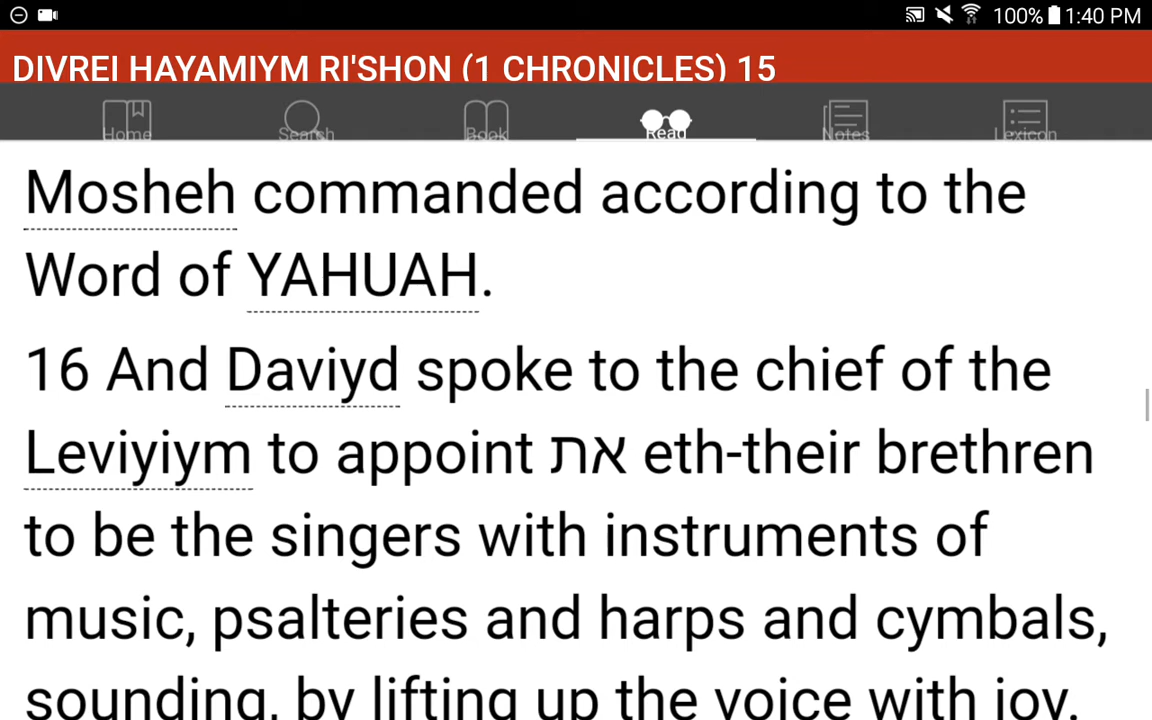 100% 1:40 PM
DIVREI HAYAMIYM RI'SHON (1 CHRONICLES) 15
Home Search Book Read Notes Lexicon
Mosheh commanded according to the
Word of YAHUAH.
16 And Daviyd spoke to the chief of the
Leviyiym to appoint את eth-their brethren
to be the singers with instruments of
music, psalteries and harps and cymbals,
sounding, by lifting up the voice with joy.